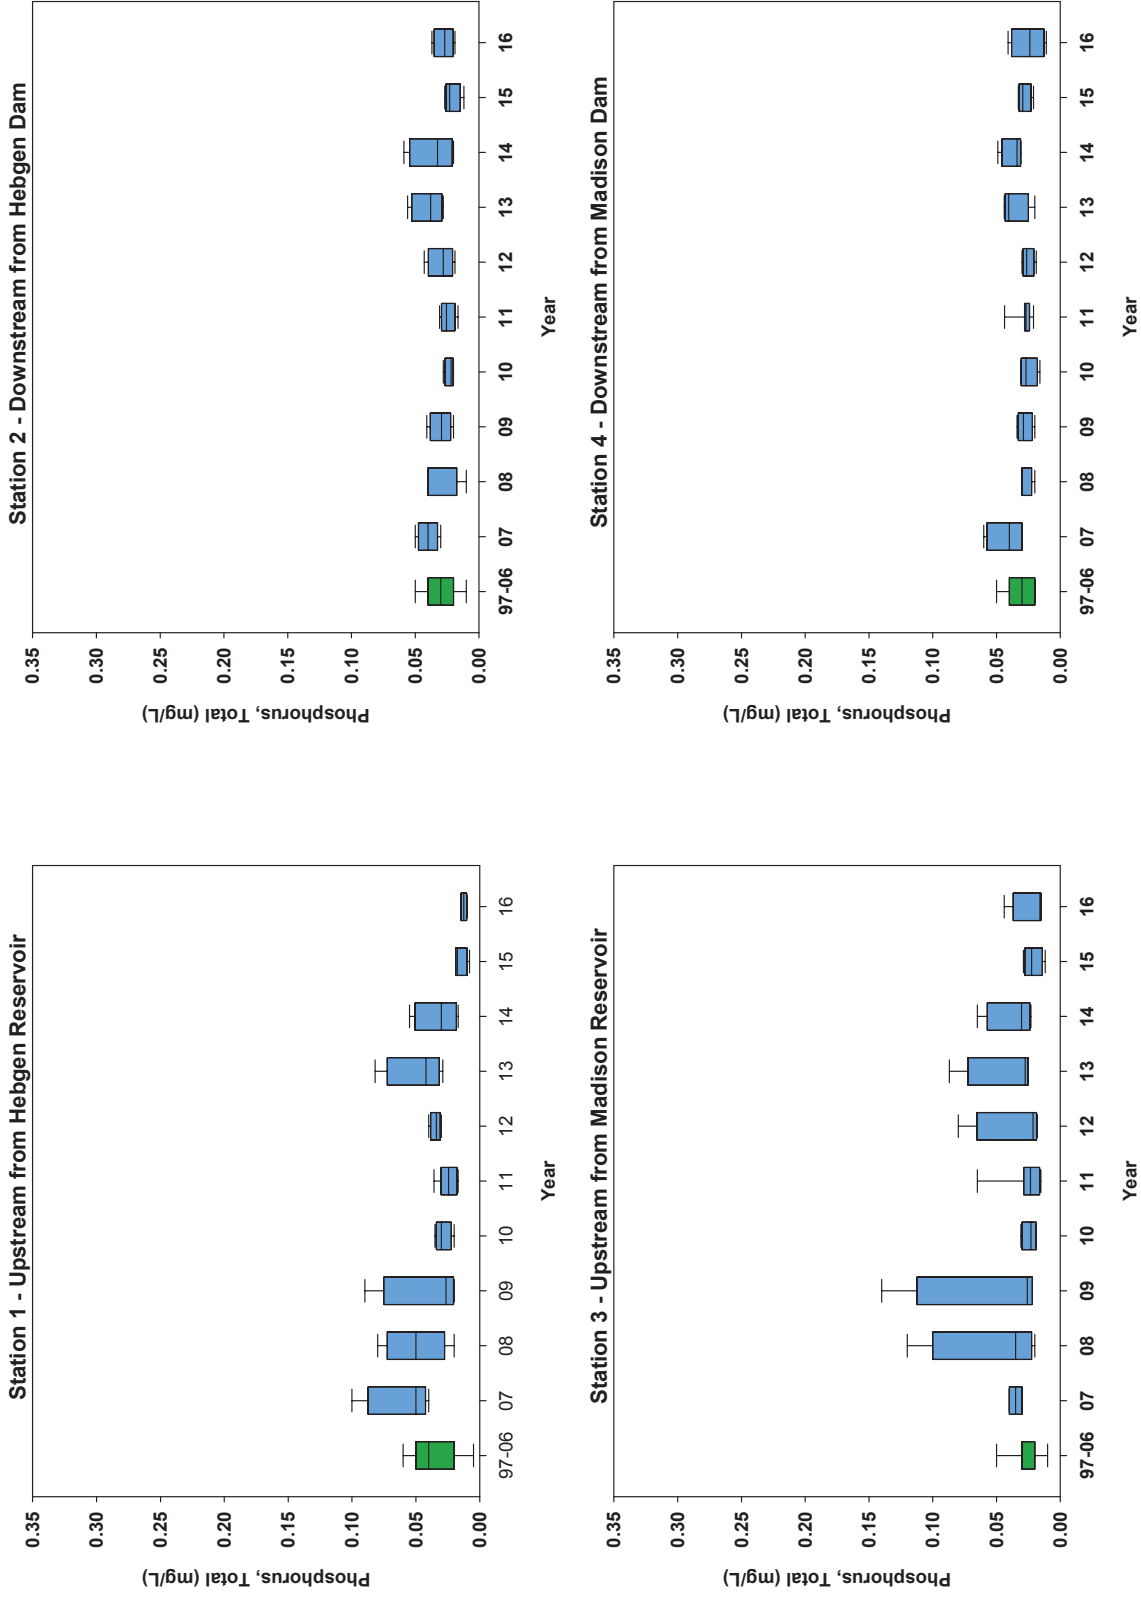 Station 1 - Upstream from Hebgen Reservoir
Phosphorus, Total (mg/L)
0.35
0.30
0.25
0.20
0.15
0.10
0.05
0.00
97-06 07 08 09 10 11 12 13 14 15 16
Year
Station 2 - Downstream from Hebgen Dam
Phosphorus, Total (mg/L)
0.35
0.30
0.25
0.20
0.15
0.10
0.05
0.00
97-06 07 08 09 10 11 12 13 14 15 16
Year
Station 3 - Upstream from Madison Reservoir
Phosphorus, Total (mg/L)
0.35
0.30
0.25
0.20
0.15
0.10
0.05
0.00
97-06 07 08 09 10 11 12 13 14 15 16
Year
Station 4 - Downstream from Madison Dam
Phosphorus, Total (mg/L)
0.35
0.30
0.25
0.20
0.15
0.10
0.05
0.00
97-06 07 08 09 10 11 12 13 14 15 16
Year